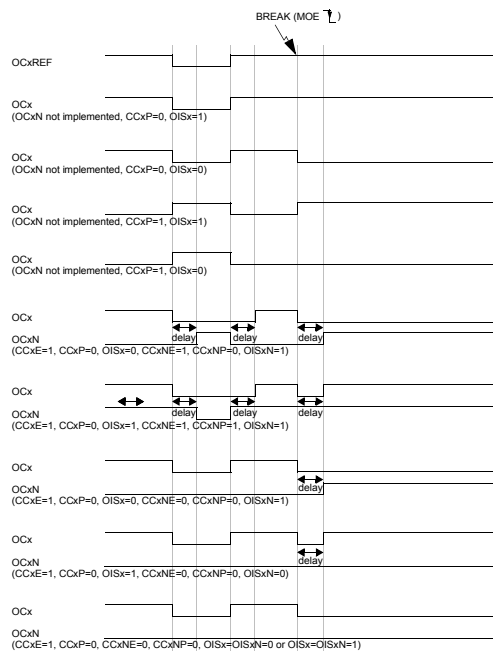 BREAK (MOE )
OCxREF
OCx
(OCxN not implemented, CCxP=0, OISx=1)
OCx
(OCxN not implemented, CCxP=0, OISx=0)
OCx
(OCxN not implemented, CCxP=1, OISx=1)
OCx
(OCxN not implemented, CCxP=1, OISx=0)
OCx
delay delay delay
OCxN
(CCxE=1, CCxP=0, OISx=0, CCxNE=1, CCxNP=0, OISxN=1)
OCx
delay delay delay
OCxN
(CCxE=1, CCxP=0, OISx=1, CCxNE=1, CCxNP=1, OISxN=1)
OCx
delay
OCxN
(CCxE=1, CCxP=0, OISx=0, CCxNE=0, CCxNP=0, OISxN=1)
OCx
delay
OCxN
(CCxE=1, CCxP=0, OISx=1, CCxNE=0, CCxNP=0, OISxN=0)
OCx
OCxN
(CCxE=1, CCxP=0, CCxNE=0, CCxNP=0, OISx=OISxN=0 or OISx=OISxN=1)